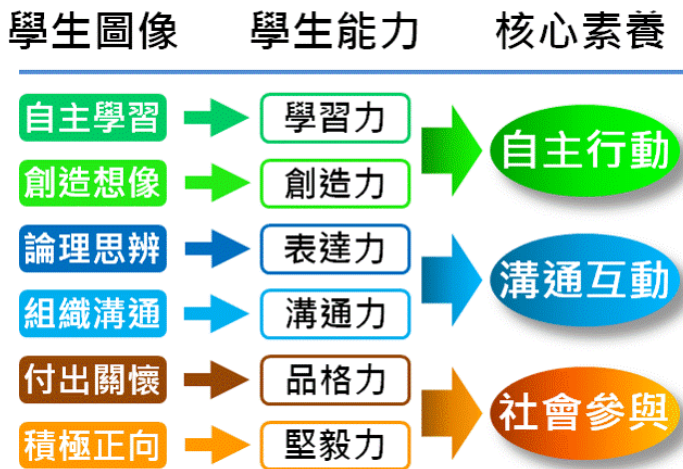 學生圖像 學生能力 核心素養
自主學習 學習力
自主行動
創造想像 創造力
論理思辨 表達力
溝通互動
組織溝通 溝通力
付出關懷 品格力
社會參與
積極正向 堅毅力